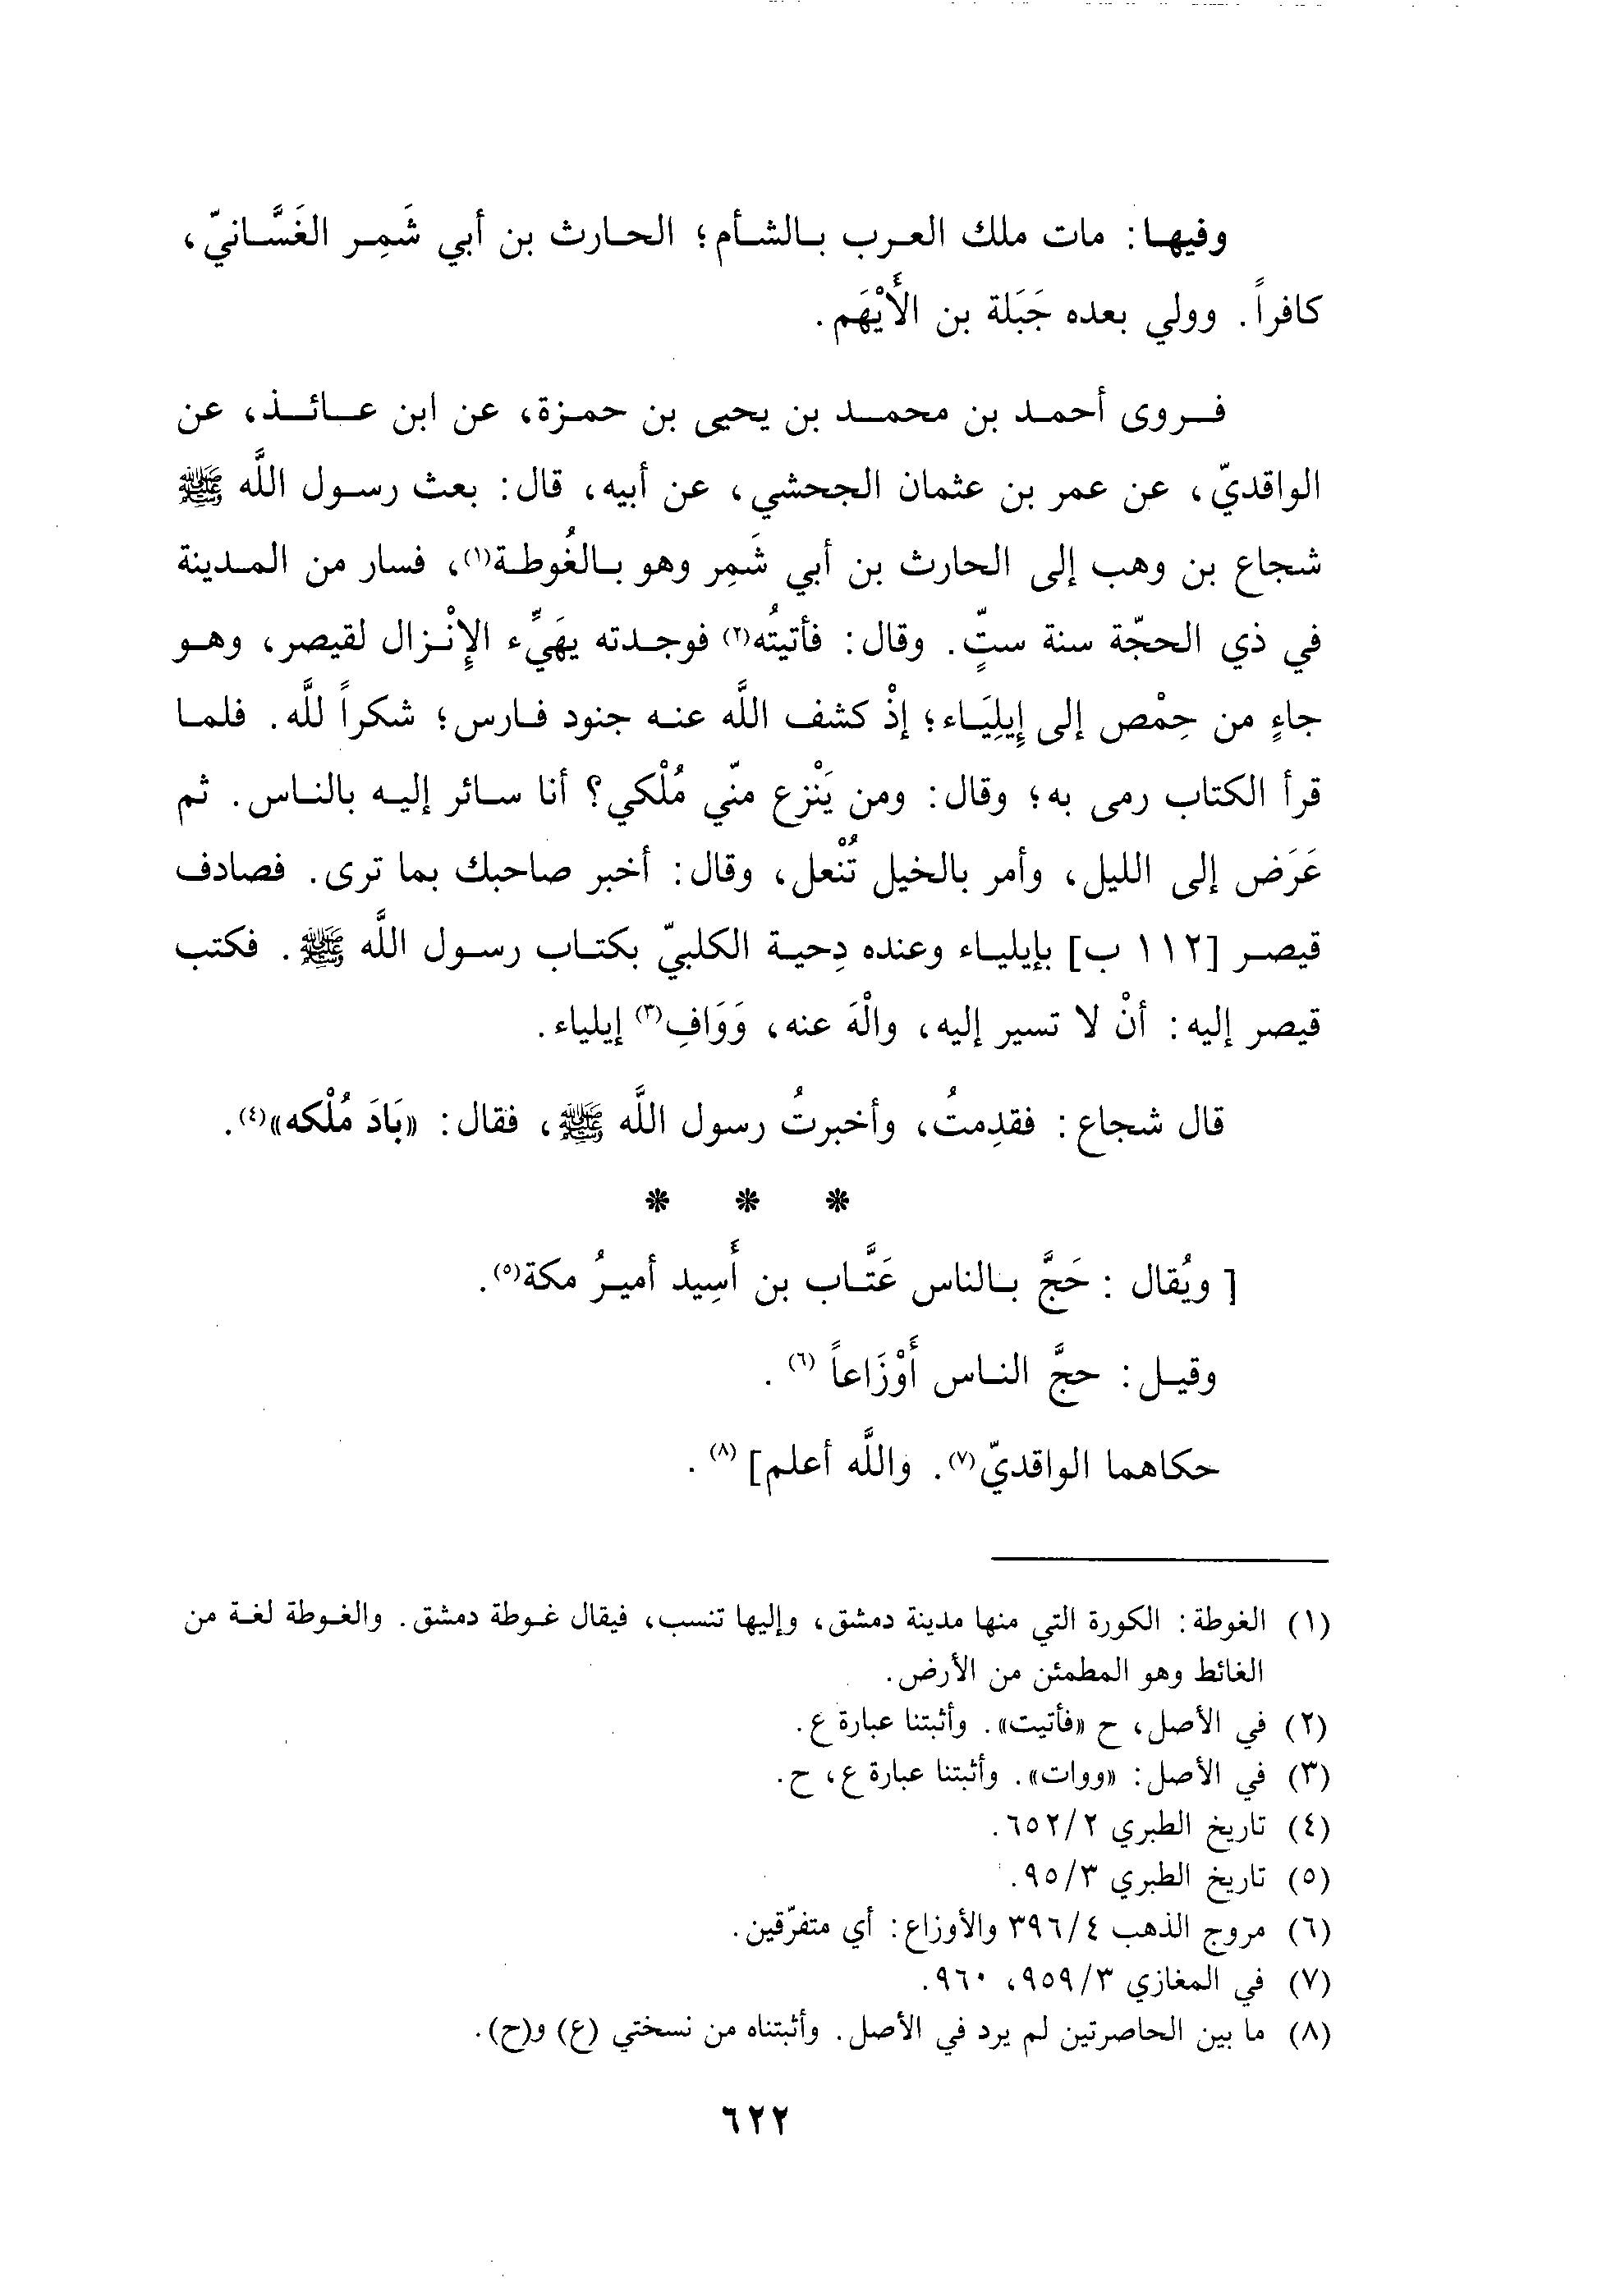 وفيها: مات ملك العرب بالشأم؛ الحارث بن أبي شَمِر الغَسَّانيّ،
كافراً. وولي بعده جَبَلة بن الأَيْهَم.
فروى أحمد بن محمد بن يحيى بن حمزة، عن ابن عائذ، عن
الواقديّ، عن عمر بن عثمان الجحشي، عن أبيه، قال: بعث رسول اللَّه ﷺ
شجاع بن وهب إلى الحارث بن أبي شَمِر وهو بالغُوطة(١)، فسار من المدينة
في ذي الحجّة سنة ستٍّ. وقال: فأتيتُه(٢) فوجدته يهَيِّء الإِنْزال لقيصر، وهو
جاءٍ من حِمْص إلى إِيلِيَاء؛ إذْ كشف اللَّه عنه جنود فارس؛ شكراً للَّه. فلما
قرأ الكتاب رمى به؛ وقال: ومن يَنْزع منّي مُلْكي؟ أنا سائر إليه بالناس. ثم
عَرَض إلى الليل، وأمر بالخيل تُنْعل، وقال: أخبر صاحبك بما ترى. فصادف
قيصر [١١٢ ب] بإيلياء وعنده دِحية الكلبيّ بكتاب رسول اللَّه ﷺ. فكتب
قيصر إليه: أنْ لا تسير إليه، والْهَ عنه، وَوَافِ(٣) إيلياء.
قال شجاع: فقدِمتُ، وأخبرتُ رسول اللَّه ﷺ، فقال: «بَادَ مُلْكه»(٤).
* * *
[ ويُقال : حَجَّ بالناس عَتَّاب بن أَسِيد أميرُ مكة(٥).
وقيل: حجَّ الناس أَوْزَاعاً (٦) .
حكاهما الواقديّ(٧). واللَّه أعلم] (٨) .
(١) الغوطة: الكورة التي منها مدينة دمشق، وإليها تنسب، فيقال غوطة دمشق. والغوطة لغة من
الغائط وهو المطمئن من الأرض.
(٢) في الأصل، ح «فأتيت». وأثبتنا عبارة ع.
(٣) في الأصل: «ووات». وأثبتنا عبارة ع، ح.
(٤) تاريخ الطبري ٦٥٢/٢.
(٥) تاريخ الطبري ٩٥/٣.
(٦) مروج الذهب ٣٩٦/٤ والأوزاع: أي متفرّقين.
(٧) في المغازي ٩٥٩/٣، ٩٦٠.
(٨) ما بين الحاصرتين لم يرد في الأصل. وأثبتناه من نسختي (ع) و(ح).
٦٢٢